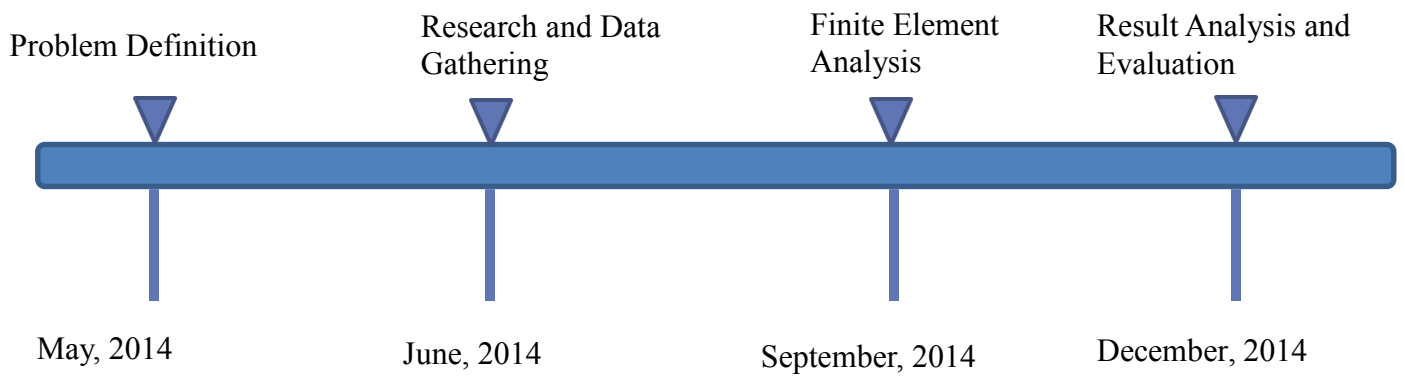 Problem Definition
Research and Data
Gathering
Finite Element
Analysis
Result Analysis and
Evaluation
May, 2014
June, 2014
September, 2014
December, 2014